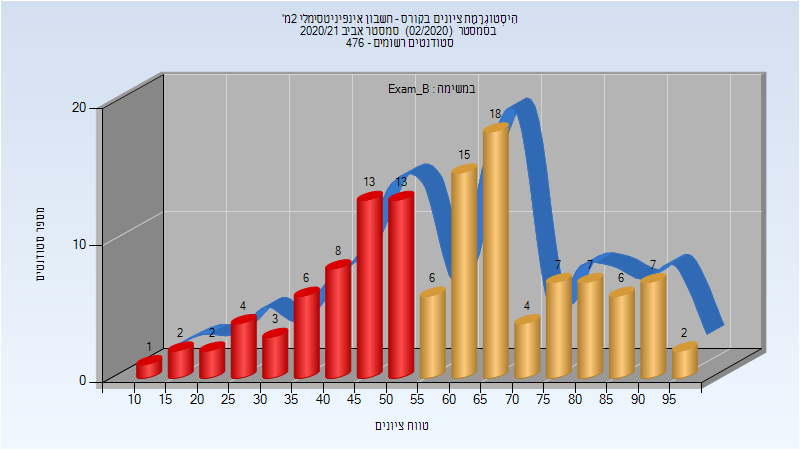 היסטוגרמת ציונים בקורס - חשבון אינפיניטסימלי 2מ'
בסמסטר (02/2020) סמסטר אביב 2020/21
סטודנטים רשומים - 476
במשימה : Exam_B
מספר סטודנטים
20
10
0
1 2 2 4 3 6 8 13 13 6 15 18 4 7 7 6 7 2
10 15 20 25 30 35 40 45 50 55 60 65 70 75 80 85 90 95
טווח ציונים